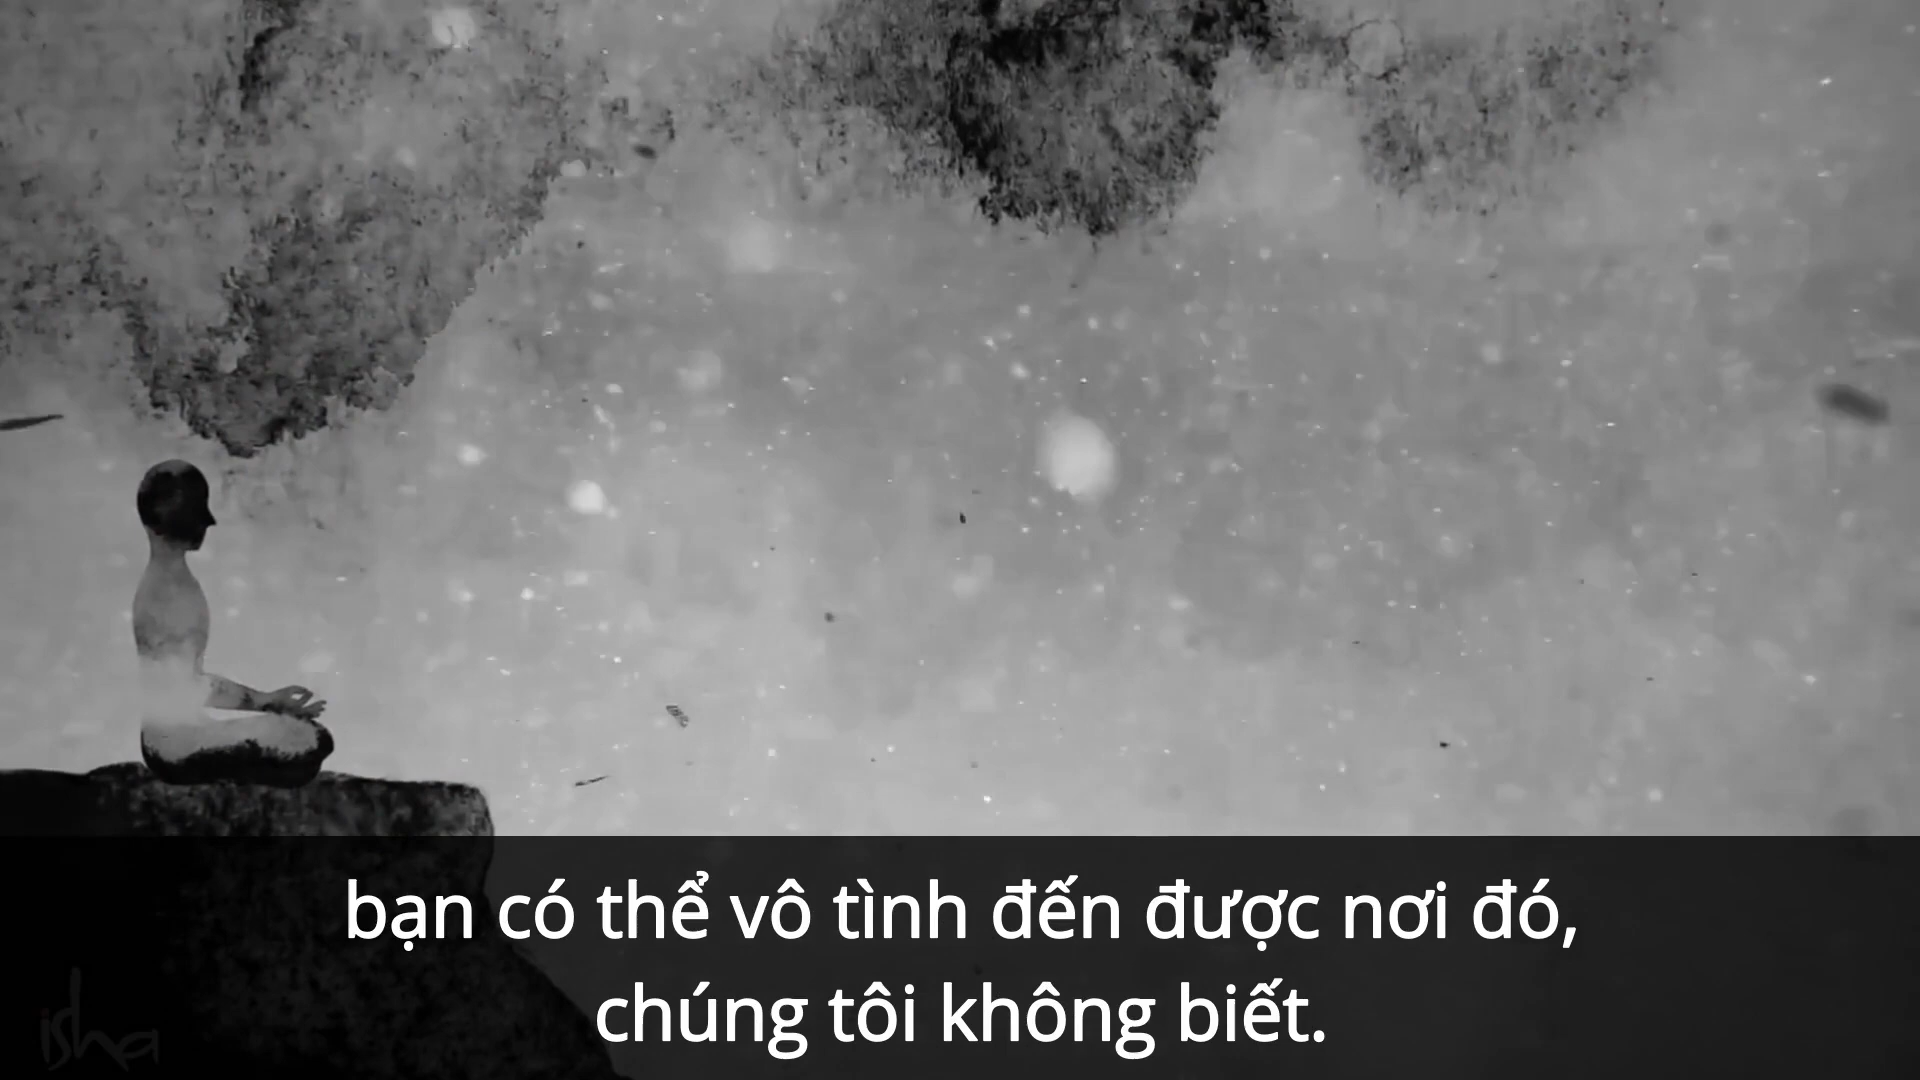 bạn có thể vô tình đến được nơi đó,
chúng tôi không biết.
isha